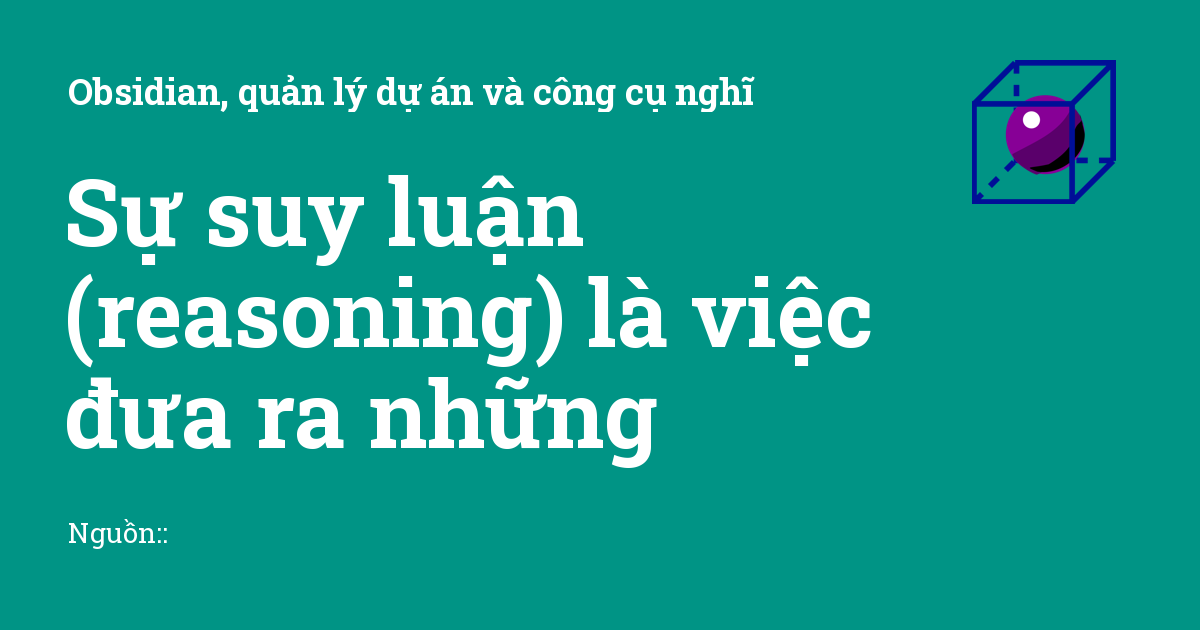 Obsidian, quản lý dự án và công cụ nghĩ
Sự suy luận
(reasoning) là việc
đưa ra những
Nguồn::